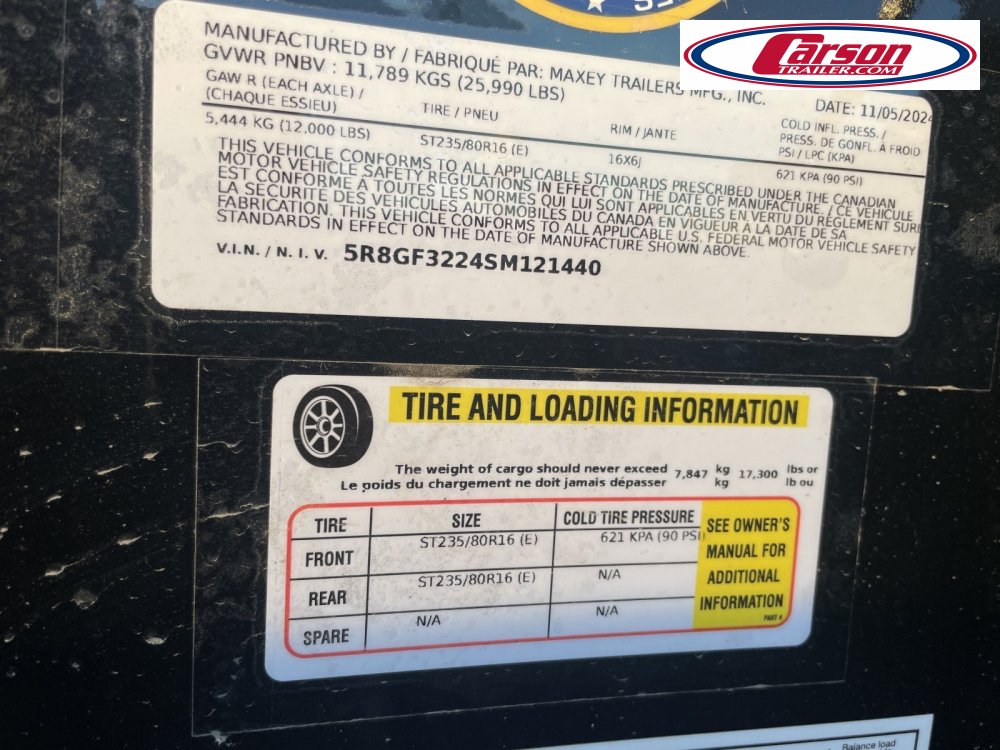 Carson
TRAILER.COM
MANUFACTURED BY / FABRIQUÉ PAR: MAXEY TRAILERS MFG., INC.
DATE: 11/05/2024
GVWR PNBV : 11,789 KGS (25,990 LBS)
GAW R (EACH AXLE) /
(CHAQUE ESSIEU)
TIRE / PNEU
RIM / JANTE
COLD INFL. PRESS. /
PRESS. DE GONFL. À FROID
PSI / LPC (KPA)
5,444 KG (12,000 LBS)
ST235/80R16 (E)
16X6J
621 KPA (90 PSI)
THIS VEHICLE CONFORMS TO ALL APPLICABLE STANDARDS PRESCRIBED UNDER THE CANADIAN
MOTOR VEHICLE SAFETY REGULATIONS IN EFFECT ON THE DATE OF MANUFACTURE. / CE VEHICULE
EST CONFORME À TOUTES LES NORMES QUI LUI SONT APPLICABLES EN VERTU DU RÈGLEMENT SUR
LA SÉCURITÉ DES VÉHICULES AUTOMOBILES DU CANADA EN VIGUEUR A LA DATE DE SA
FABRICATION. THIS VEHICLE CONFORMS TO ALL APPLICABLE U.S. FEDERAL MOTOR VEHICLE SAFETY
STANDARDS IN EFFECT ON THE DATE OF MANUFACTURE SHOWN ABOVE.
V.I.N. / N. I. V. 5R8GF3224SM121440
TIRE AND LOADING INFORMATION
The weight of cargo should never exceed 7,847 kg 17,300 lbs or
Le poids du chargement ne doit jamais dépasser kg lb ou
TIRE SIZE COLD TIRE PRESSURE
FRONT ST235/80R16 (E) 621 KPA (90 PSI)
REAR ST235/80R16 (E) N/A
SPARE N/A N/A
SEE OWNER'S
MANUAL FOR
ADDITIONAL
INFORMATION
PART #
Balance load